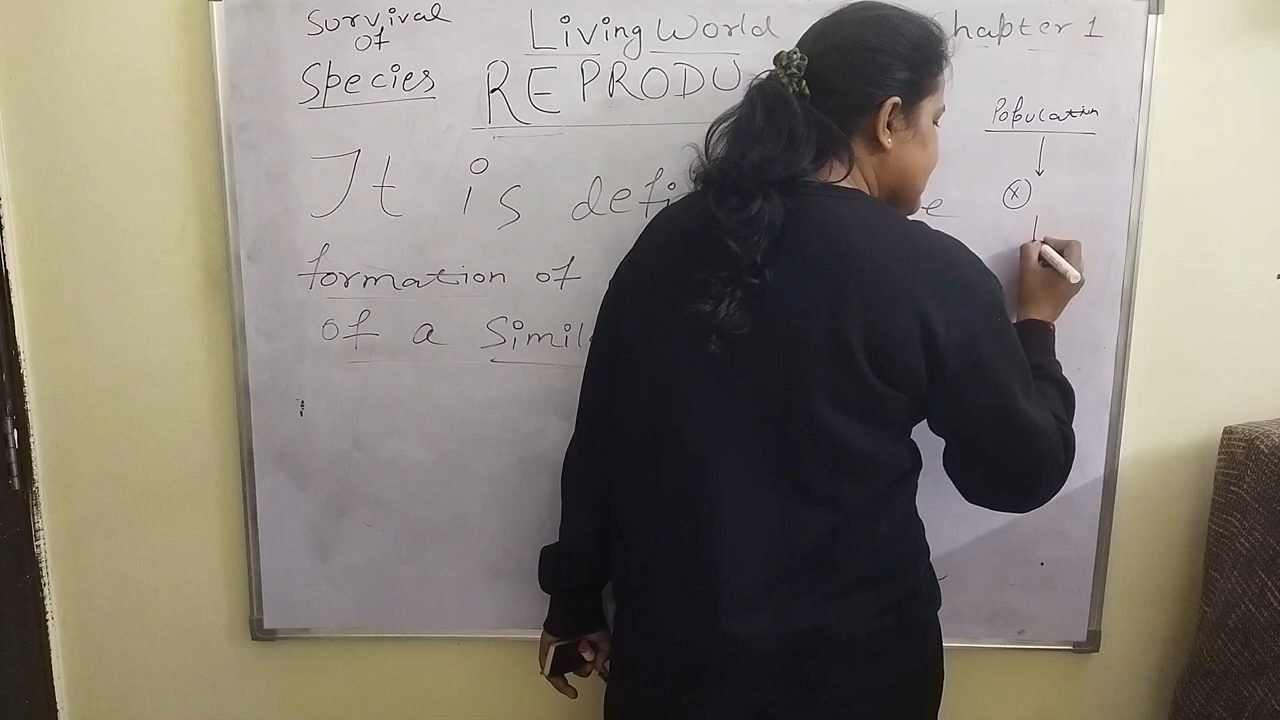 Survival Living World Chapter 1
of
Species REPRODU
Population
It is defi e
(x)
formation of
of a Simil